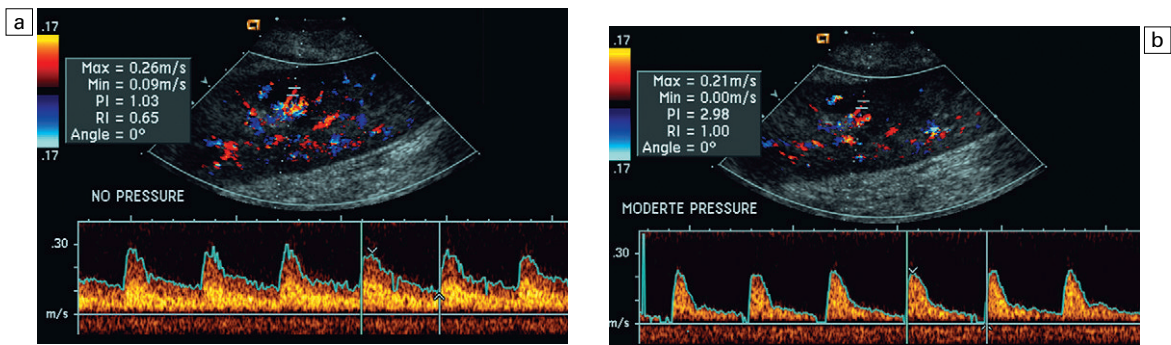 a
.17
Max = 0.26m/s
Min = 0.09m/s
PI = 1.03
RI = 0.65
Angle = 0°
.17
NO PRESSURE
.30
m/s
b
.17
Max = 0.21m/s
Min = 0.00m/s
PI = 2.98
RI = 1.00
Angle = 0°
.17
MODERTE PRESSURE
.30
m/s